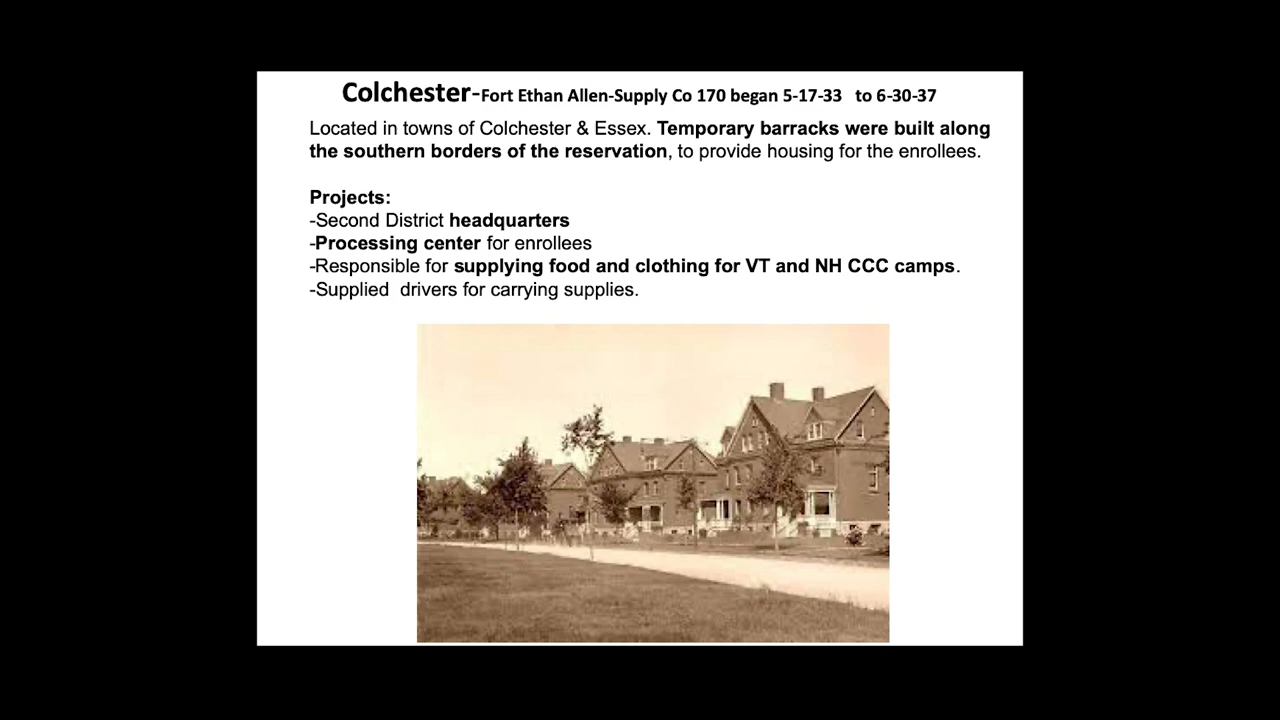 Colchester-Fort Ethan Allen-Supply Co 170 began 5-17-33 to 6-30-37
Located in towns of Colchester & Essex. Temporary barracks were built along
the southern borders of the reservation, to provide housing for the enrollees.
Projects:
-Second District headquarters
-Processing center for enrollees
-Responsible for supplying food and clothing for VT and NH CCC camps.
-Supplied drivers for carrying supplies.